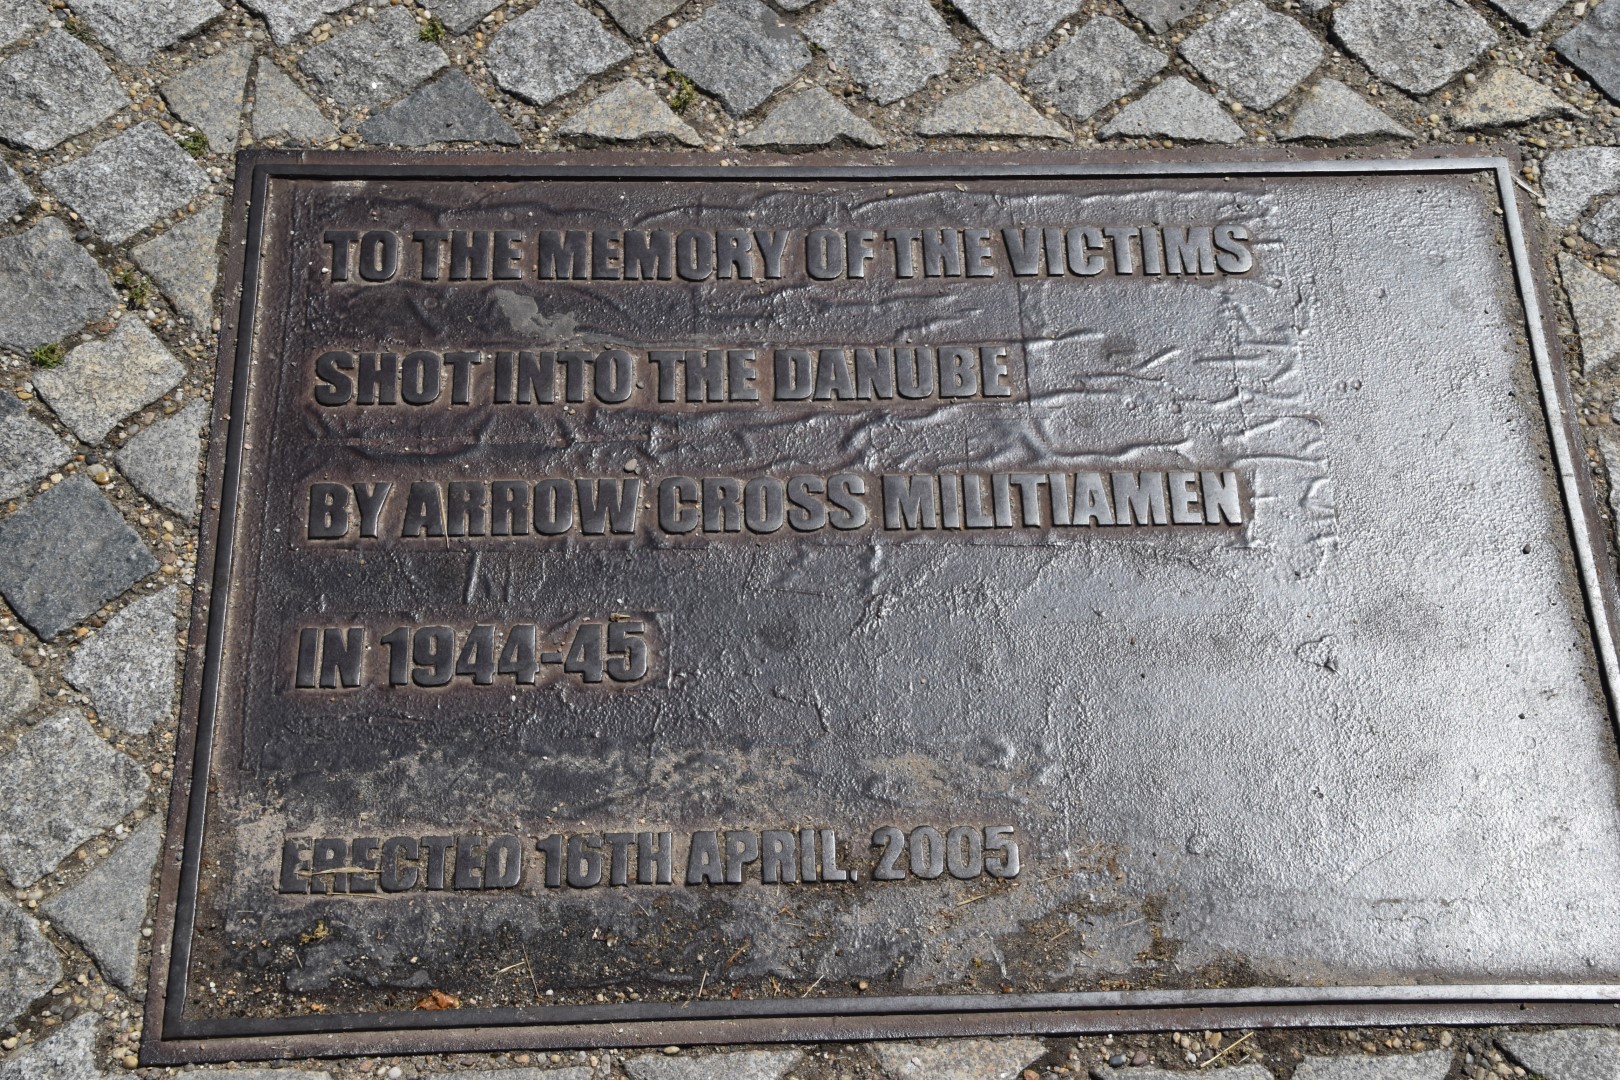 TO THE MEMORY OF THE VICTIMS
SHOT INTO THE DANUBE
BY ARROW CROSS MILITIAMEN
IN 1944-45
ERECTED 16TH APRIL, 2005